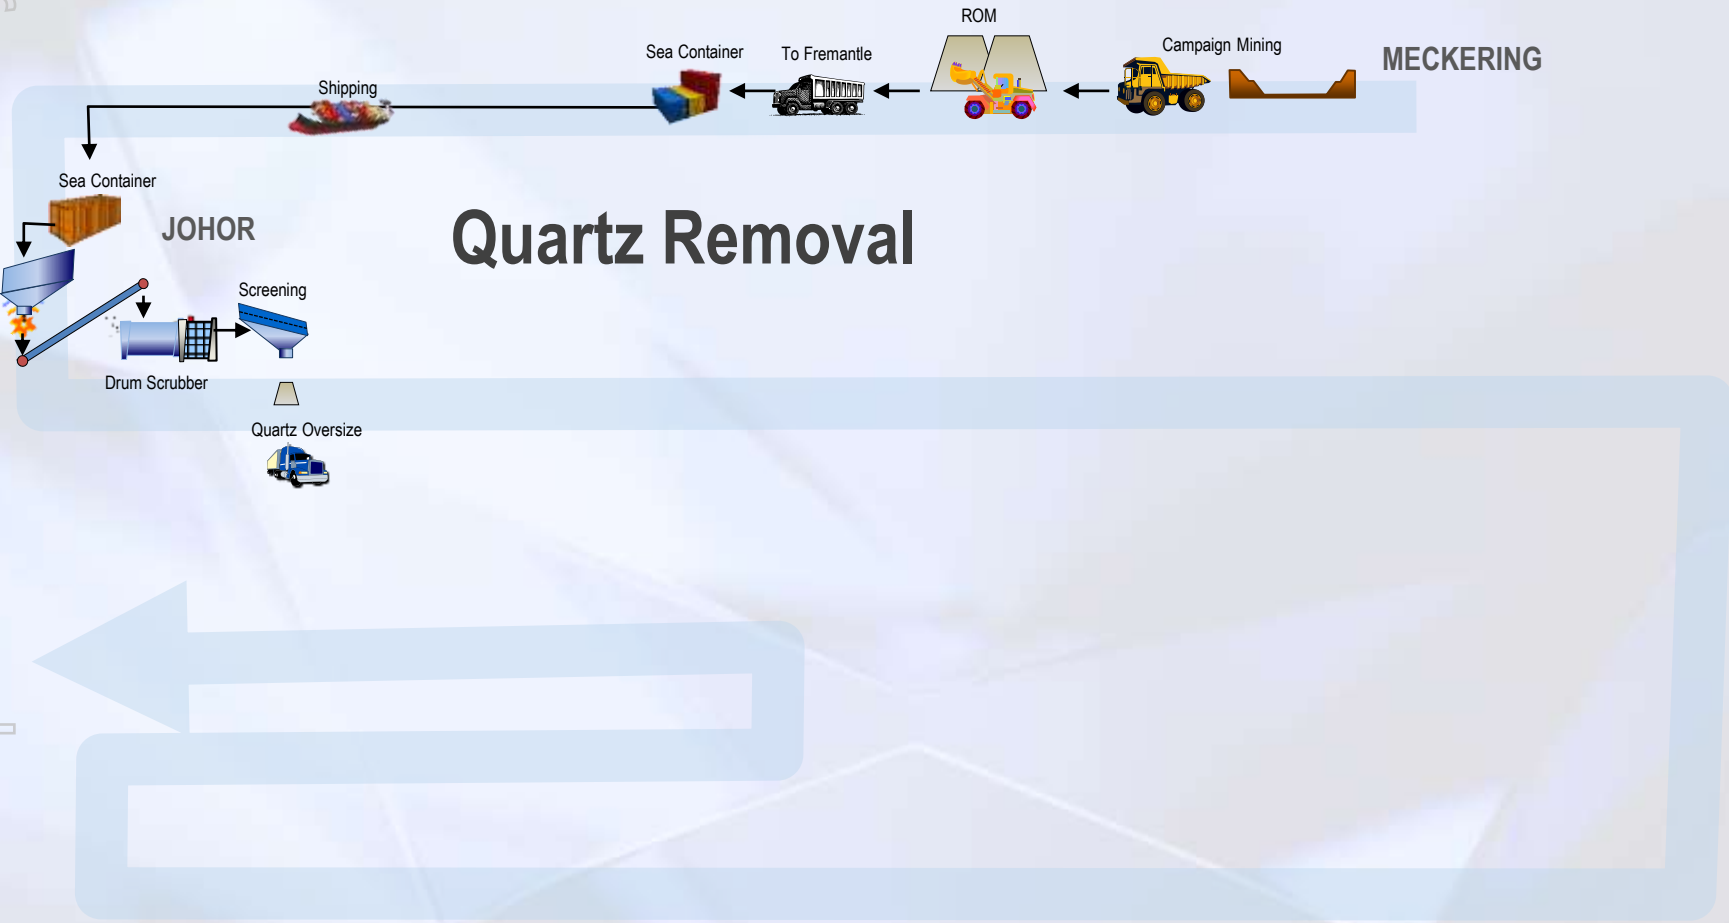 ROM
Campaign Mining
MECKERING
To Fremantle
Sea Container
Shipping
Sea Container
JOHOR
Quartz Removal
Screening
Drum Scrubber
Quartz Oversize